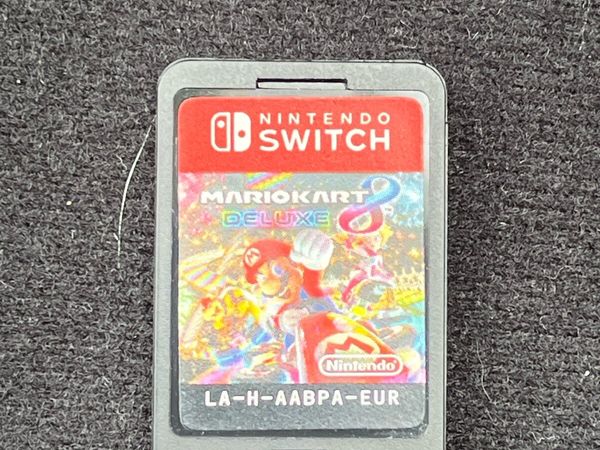 NINTENDO
SWITCH
MARIOKART 8
DELUXE
M
M
Nintendo
LA-H-AABPA-EUR